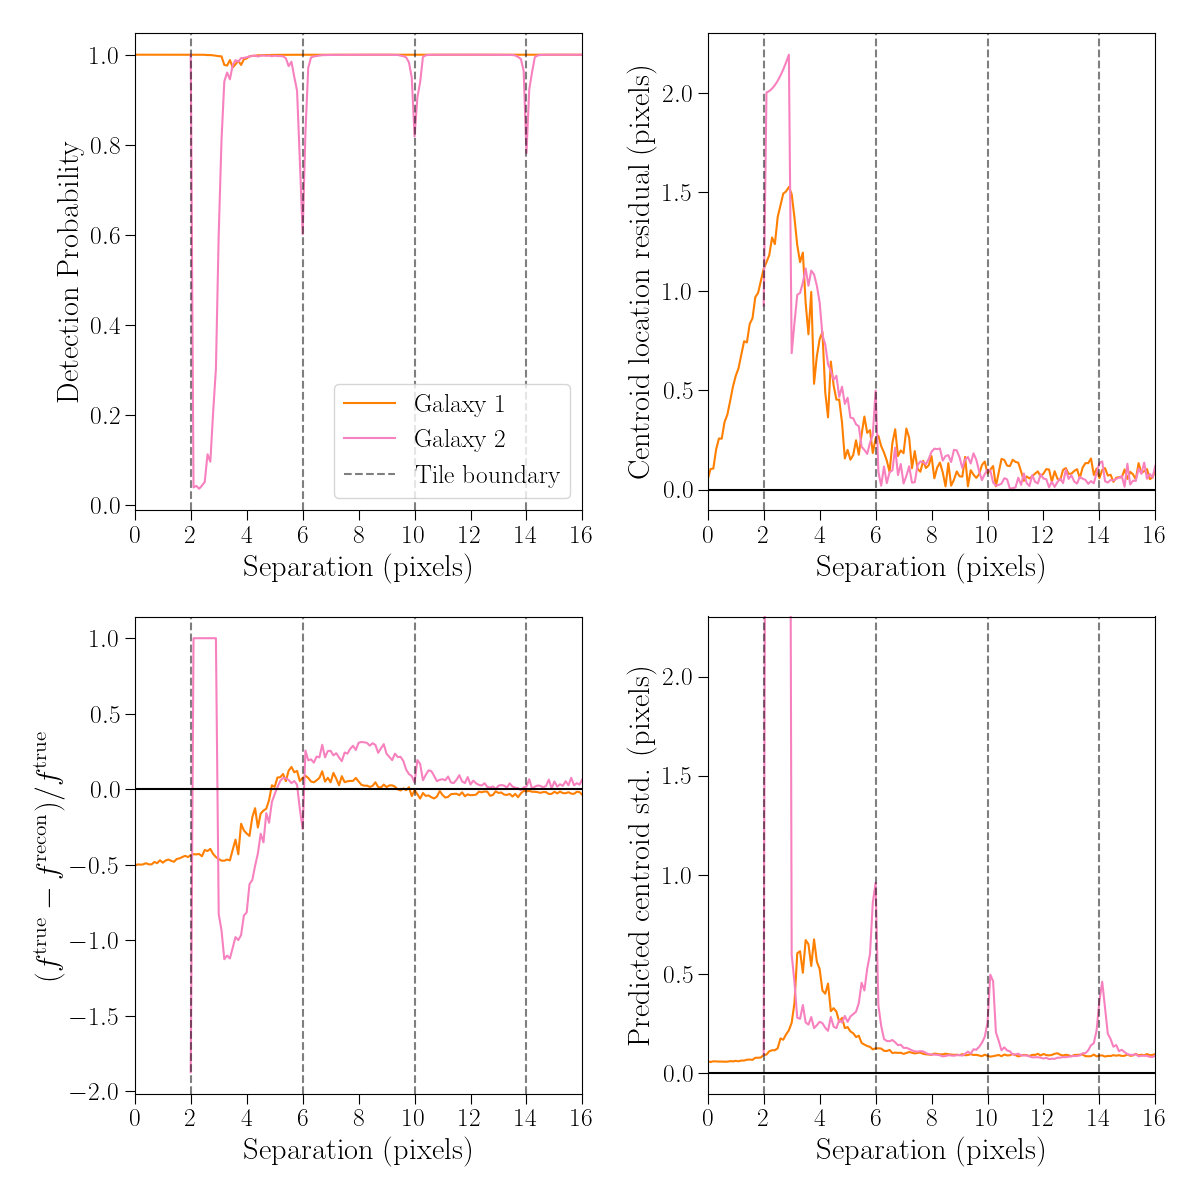 Detection Probability
1.0
0.8
0.6
0.4
0.2
0.0
Galaxy 1
Galaxy 2
Tile boundary
0 2 4 6 8 10 12 14 16
Separation (pixels)
Centroid location residual (pixels)
2.0
1.5
1.0
0.5
0.0
0 2 4 6 8 10 12 14 16
Separation (pixels)
(f^true − f^recon)/f^true
1.0
0.5
0.0
−0.5
−1.0
−1.5
−2.0
0 2 4 6 8 10 12 14 16
Separation (pixels)
Predicted centroid std. (pixels)
2.0
1.5
1.0
0.5
0.0
0 2 4 6 8 10 12 14 16
Separation (pixels)